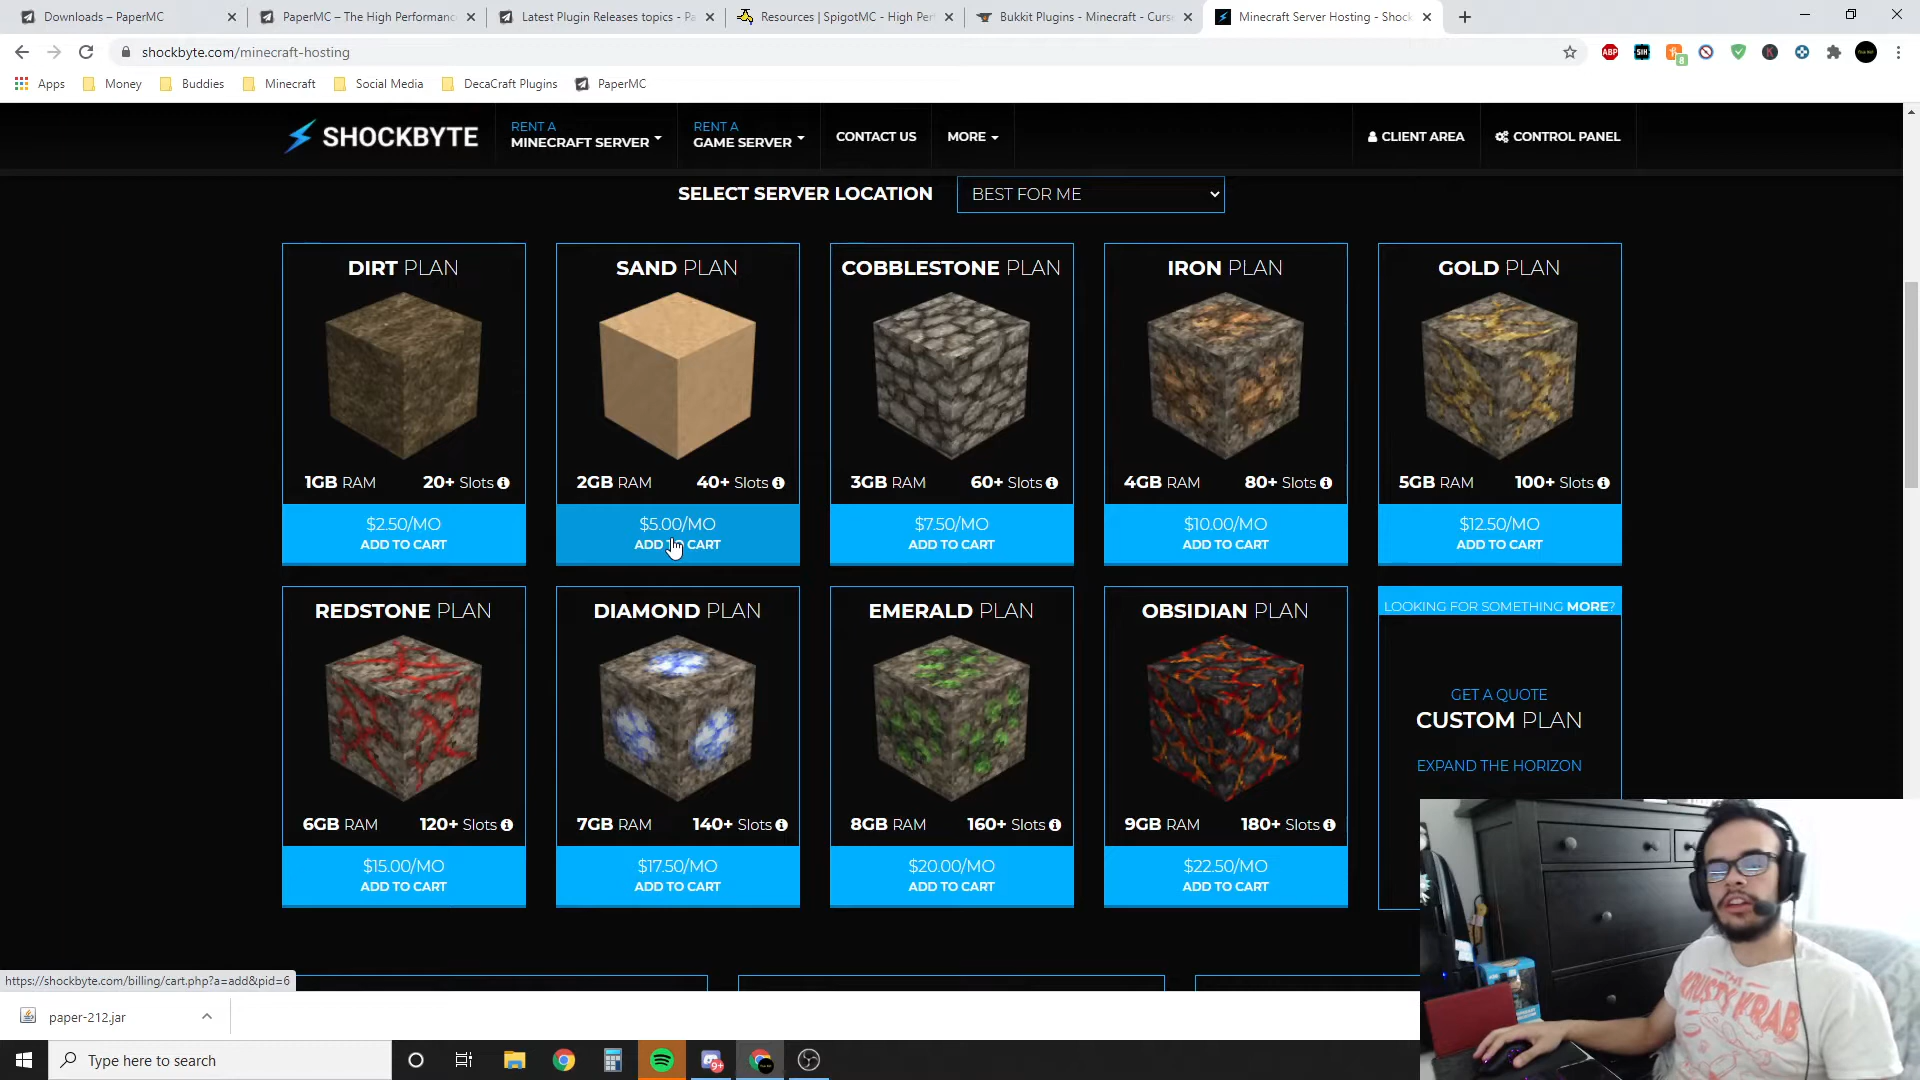 Downloads – PaperMC
PaperMC – The High Performanc
Latest Plugin Releases topics - Pa
Resources | SpigotMC - High Per
Bukkit Plugins - Minecraft - Curse
Minecraft Server Hosting - Shock
shockbyte.com/minecraft-hosting
ABP
SIH
8
K
Apps
Money
Buddies
Minecraft
Social Media
DecaCraft Plugins
PaperMC
SHOCKBYTE
RENT A
MINECRAFT SERVER
RENT A
GAME SERVER
CONTACT US
MORE
CLIENT AREA
CONTROL PANEL
SELECT SERVER LOCATION
BEST FOR ME
DIRT PLAN
1GB RAM 20+ Slots
$2.50/MO
ADD TO CART
SAND PLAN
2GB RAM 40+ Slots
$5.00/MO
ADD TO CART
COBBLESTONE PLAN
3GB RAM 60+ Slots
$7.50/MO
ADD TO CART
IRON PLAN
4GB RAM 80+ Slots
$10.00/MO
ADD TO CART
GOLD PLAN
5GB RAM 100+ Slots
$12.50/MO
ADD TO CART
REDSTONE PLAN
6GB RAM 120+ Slots
$15.00/MO
ADD TO CART
DIAMOND PLAN
7GB RAM 140+ Slots
$17.50/MO
ADD TO CART
EMERALD PLAN
8GB RAM 160+ Slots
$20.00/MO
ADD TO CART
OBSIDIAN PLAN
9GB RAM 180+ Slots
$22.50/MO
ADD TO CART
LOOKING FOR SOMETHING MORE?
GET A QUOTE
CUSTOM PLAN
EXPAND THE HORIZON
THE
KRUSTY KRAB
https://shockbyte.com/billing/cart.php?a=add&pid=6
paper-212.jar
Type here to search
9+